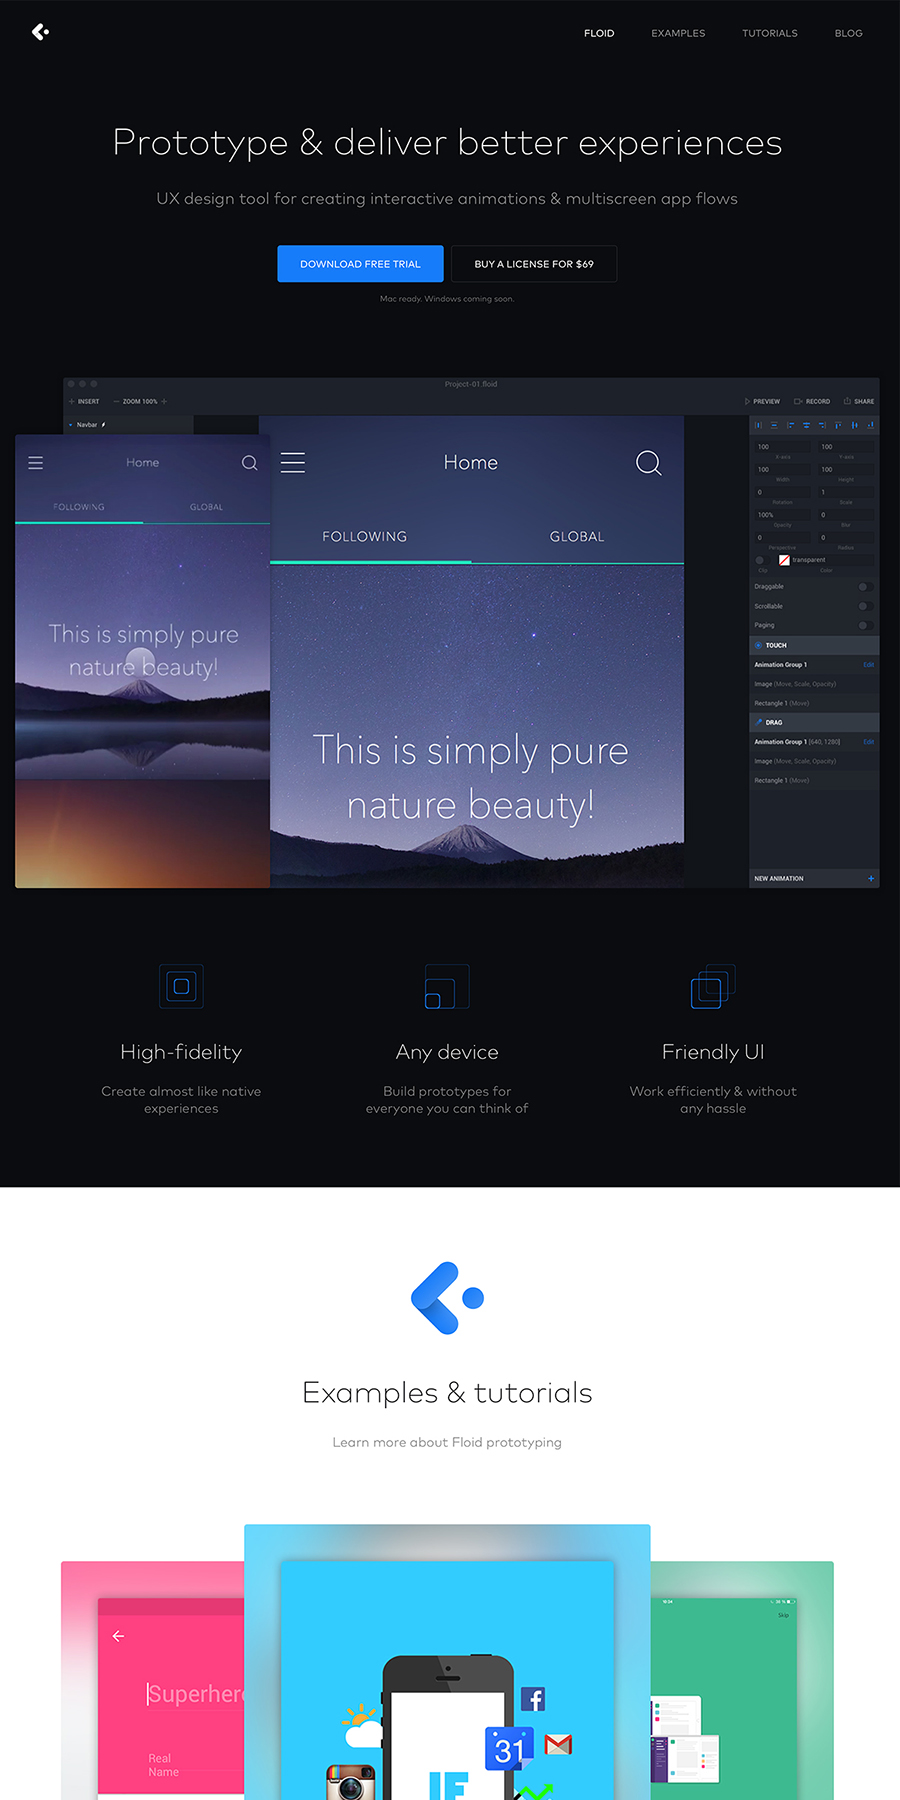 FLOID EXAMPLES TUTORIALS BLOG
Prototype & deliver better experiences
UX design tool for creating interactive animations & multiscreen app flows
DOWNLOAD FREE TRIAL BUY A LICENSE FOR $69
Mac ready. Windows coming soon.
Project-01.floid
INSERT ZOOM 100% PREVIEW RECORD SHARE
Navbar
Home
FOLLOWING GLOBAL
This is simply pure
nature beauty!
Home
FOLLOWING GLOBAL
This is simply pure
nature beauty!
100 100
X-axis Y-axis
100 100
Width Height
0 1
Rotation Scale
100% 0
Opacity Blur
0 0
Perspective Radius
Transparent
Clip Color
Draggable
Scrollable
Paging
TOUCH
Animation Group 1 Edit
Image (Move, Scale, Opacity)
Rectangle 1 (Move)
DRAG
Animation Group 1 [640, 1280] Edit
Image (Move, Scale, Opacity)
Rectangle 1 (Move)
NEW ANIMATION
High-fidelity
Create almost like native
experiences
Any device
Build prototypes for
everyone you can think of
Friendly UI
Work efficiently & without
any hassle
Examples & tutorials
Learn more about Floid prototyping
Superher
Real
Name
31
IF
Skip